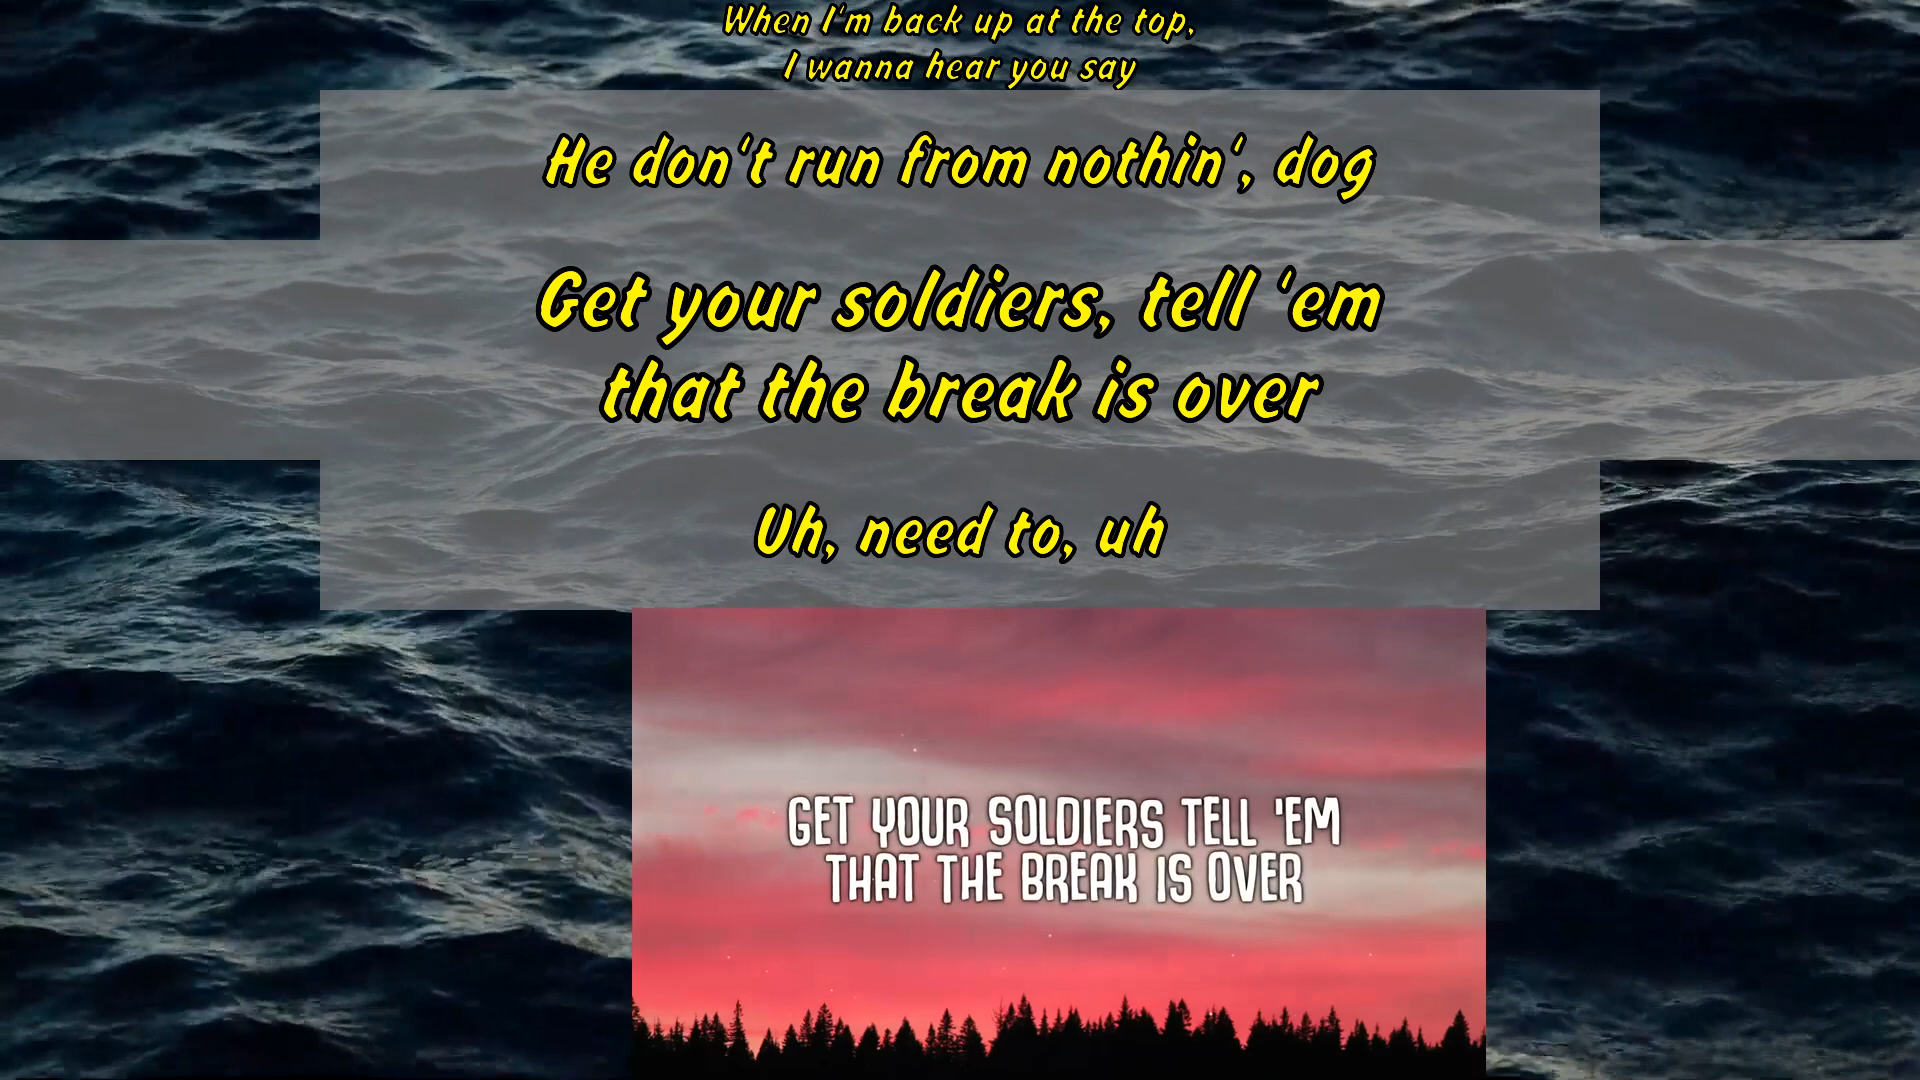 When I'm back up at the top,
I wanna hear you say
He don't run from nothin', dog
Get your soldiers, tell 'em
that the break is over
Uh, need to, uh
GET YOUR SOLDIERS TELL 'EM
THAT THE BREAK IS OVER